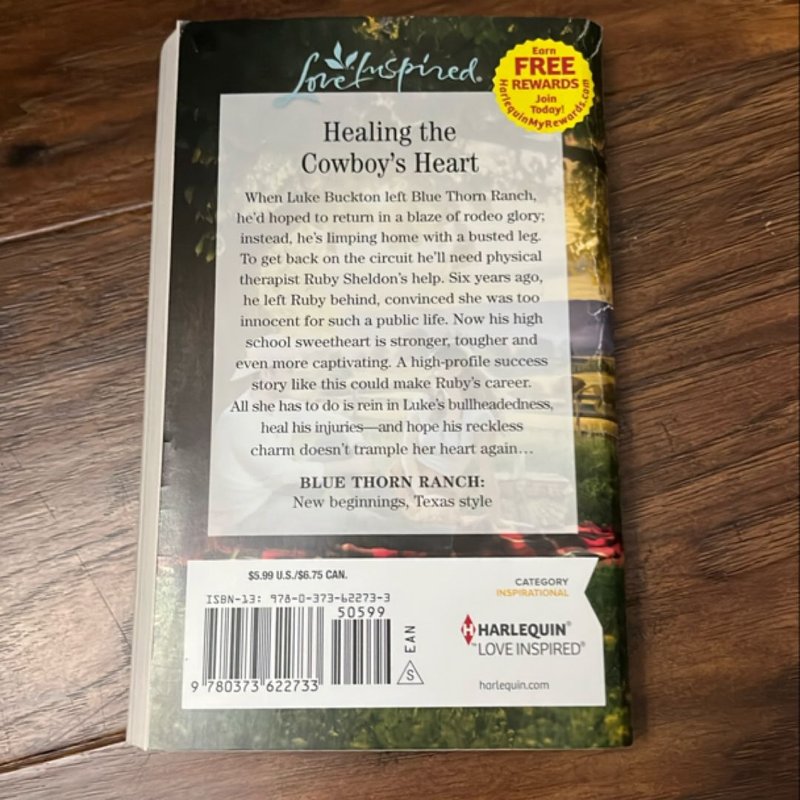 Love Inspired®
Earn
FREE
REWARDS
Join
Today!
HarlequinMyRewards.com
Healing the
Cowboy's Heart
When Luke Buckton left Blue Thorn Ranch,
he'd hoped to return in a blaze of rodeo glory;
instead, he's limping home with a busted leg.
To get back on the circuit he'll need physical
therapist Ruby Sheldon's help. Six years ago,
he left Ruby behind, convinced she was too
innocent for such a public life. Now his high
school sweetheart is stronger, tougher and
even more captivating. A high-profile success
story like this could make Ruby's career.
All she has to do is rein in Luke's bullheadedness,
heal his injuries—and hope his reckless
charm doesn't trample her heart again…
BLUE THORN RANCH:
New beginnings, Texas style
$5.99 U.S./$6.75 CAN.
ISBN-13: 978-0-373-62273-3
50599
9 780373 622733
EAN
S
CATEGORY
INSPIRATIONAL
HARLEQUIN®
™LOVE INSPIRED®
harlequin.com